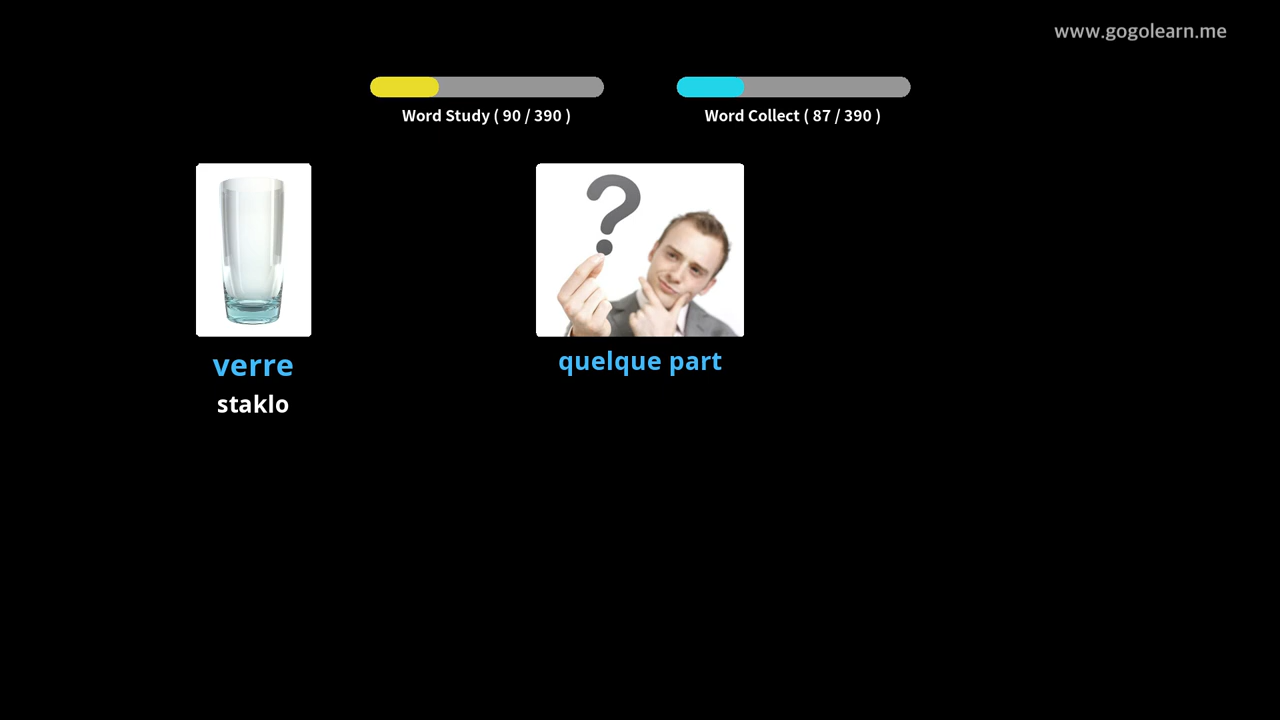 www.gogolearn.me
Word Study ( 90 / 390 )
Word Collect ( 87 / 390 )
verre
staklo
quelque part